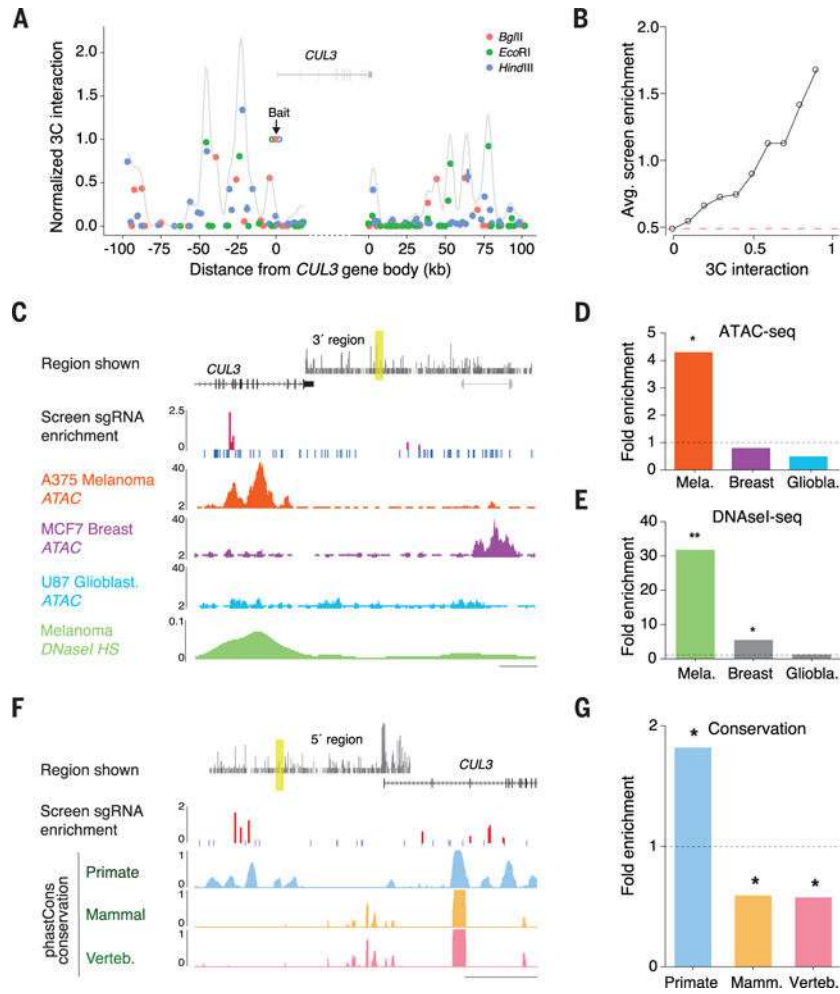 A
Normalized 3C interaction
2.0
1.5
1.0
0.5
0.0
CUL3
Bait
BglII
EcoRI
HindIII
-100 -75 -50 -25 0 0 25 50 75 100
Distance from CUL3 gene body (kb)
B
Avg. screen enrichment
2.0
1.5
1.0
0.5
0 0.5 1
3C interaction
C
Region shown
CUL3
3´ region
Screen sgRNA
enrichment
2.5
0
A375 Melanoma
ATAC
40
2
MCF7 Breast
ATAC
40
2
U87 Glioblast.
ATAC
40
2
Melanoma
DNaseI HS
0.1
0
D
ATAC-seq
Fold enrichment
5
4
3
2
1
0
*
Mela. Breast Gliobla.
E
DNAseI-seq
Fold enrichment
40
30
20
10
0
**
*
Mela. Breast Gliobla.
F
Region shown
5´ region
CUL3
Screen sgRNA
enrichment
2
0
phastCons
conservation
Primate
1
0
Mammal
1
0
Verteb.
1
0
G
Conservation
Fold enrichment
2
1
0
*
* *
Primate Mamm. Verteb.